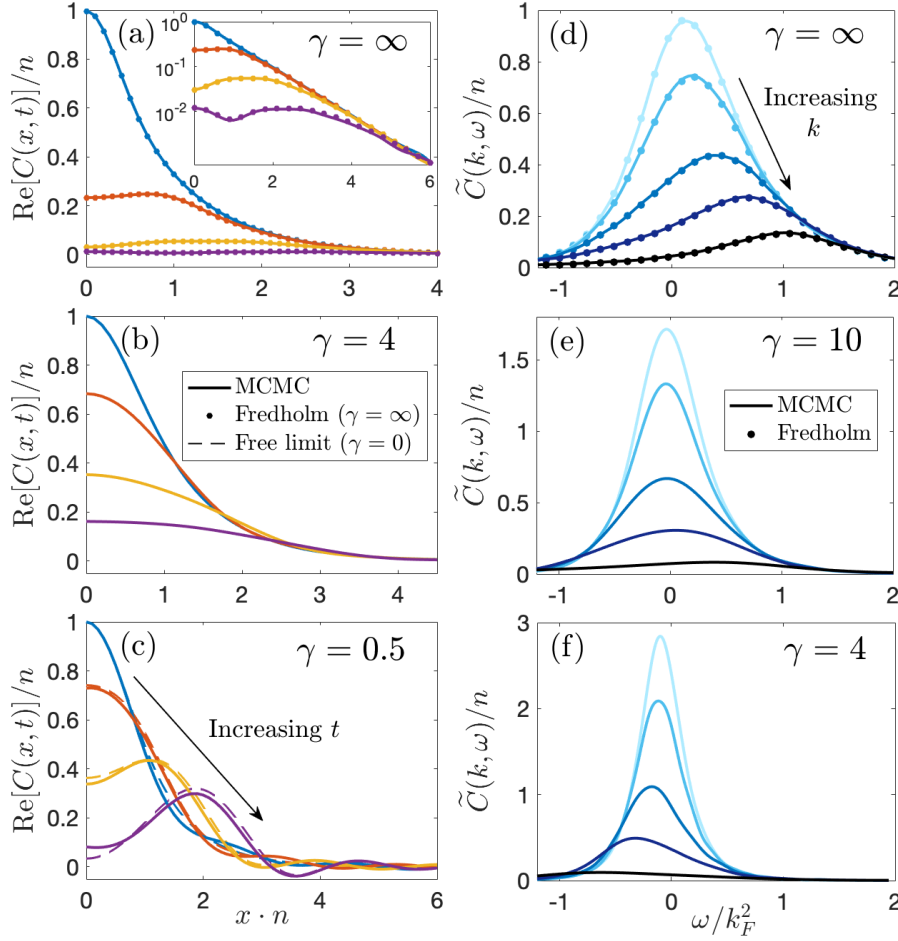 (a)
γ = ∞
Re[C(x, t)]/n
1
0.8
0.6
0.4
0.2
0
0 1 2 3 4
10^0
10^-1
10^-2
0 2 4 6
(d)
γ = ∞
Increasing
k
C̃(k, ω)/n
1
0.8
0.6
0.4
0.2
0
-1 0 1 2
(b)
γ = 4
MCMC
Fredholm (γ = ∞)
Free limit (γ = 0)
Re[C(x, t)]/n
1
0.8
0.6
0.4
0.2
0
0 1 2 3 4
(e)
γ = 10
MCMC
Fredholm
C̃(k, ω)/n
1.5
1
0.5
0
-1 0 1 2
(c)
γ = 0.5
Increasing t
Re[C(x, t)]/n
1
0.8
0.6
0.4
0.2
0
0 2 4 6
x · n
(f)
γ = 4
C̃(k, ω)/n
3
2
1
0
-1 0 1 2
ω/k_F^2